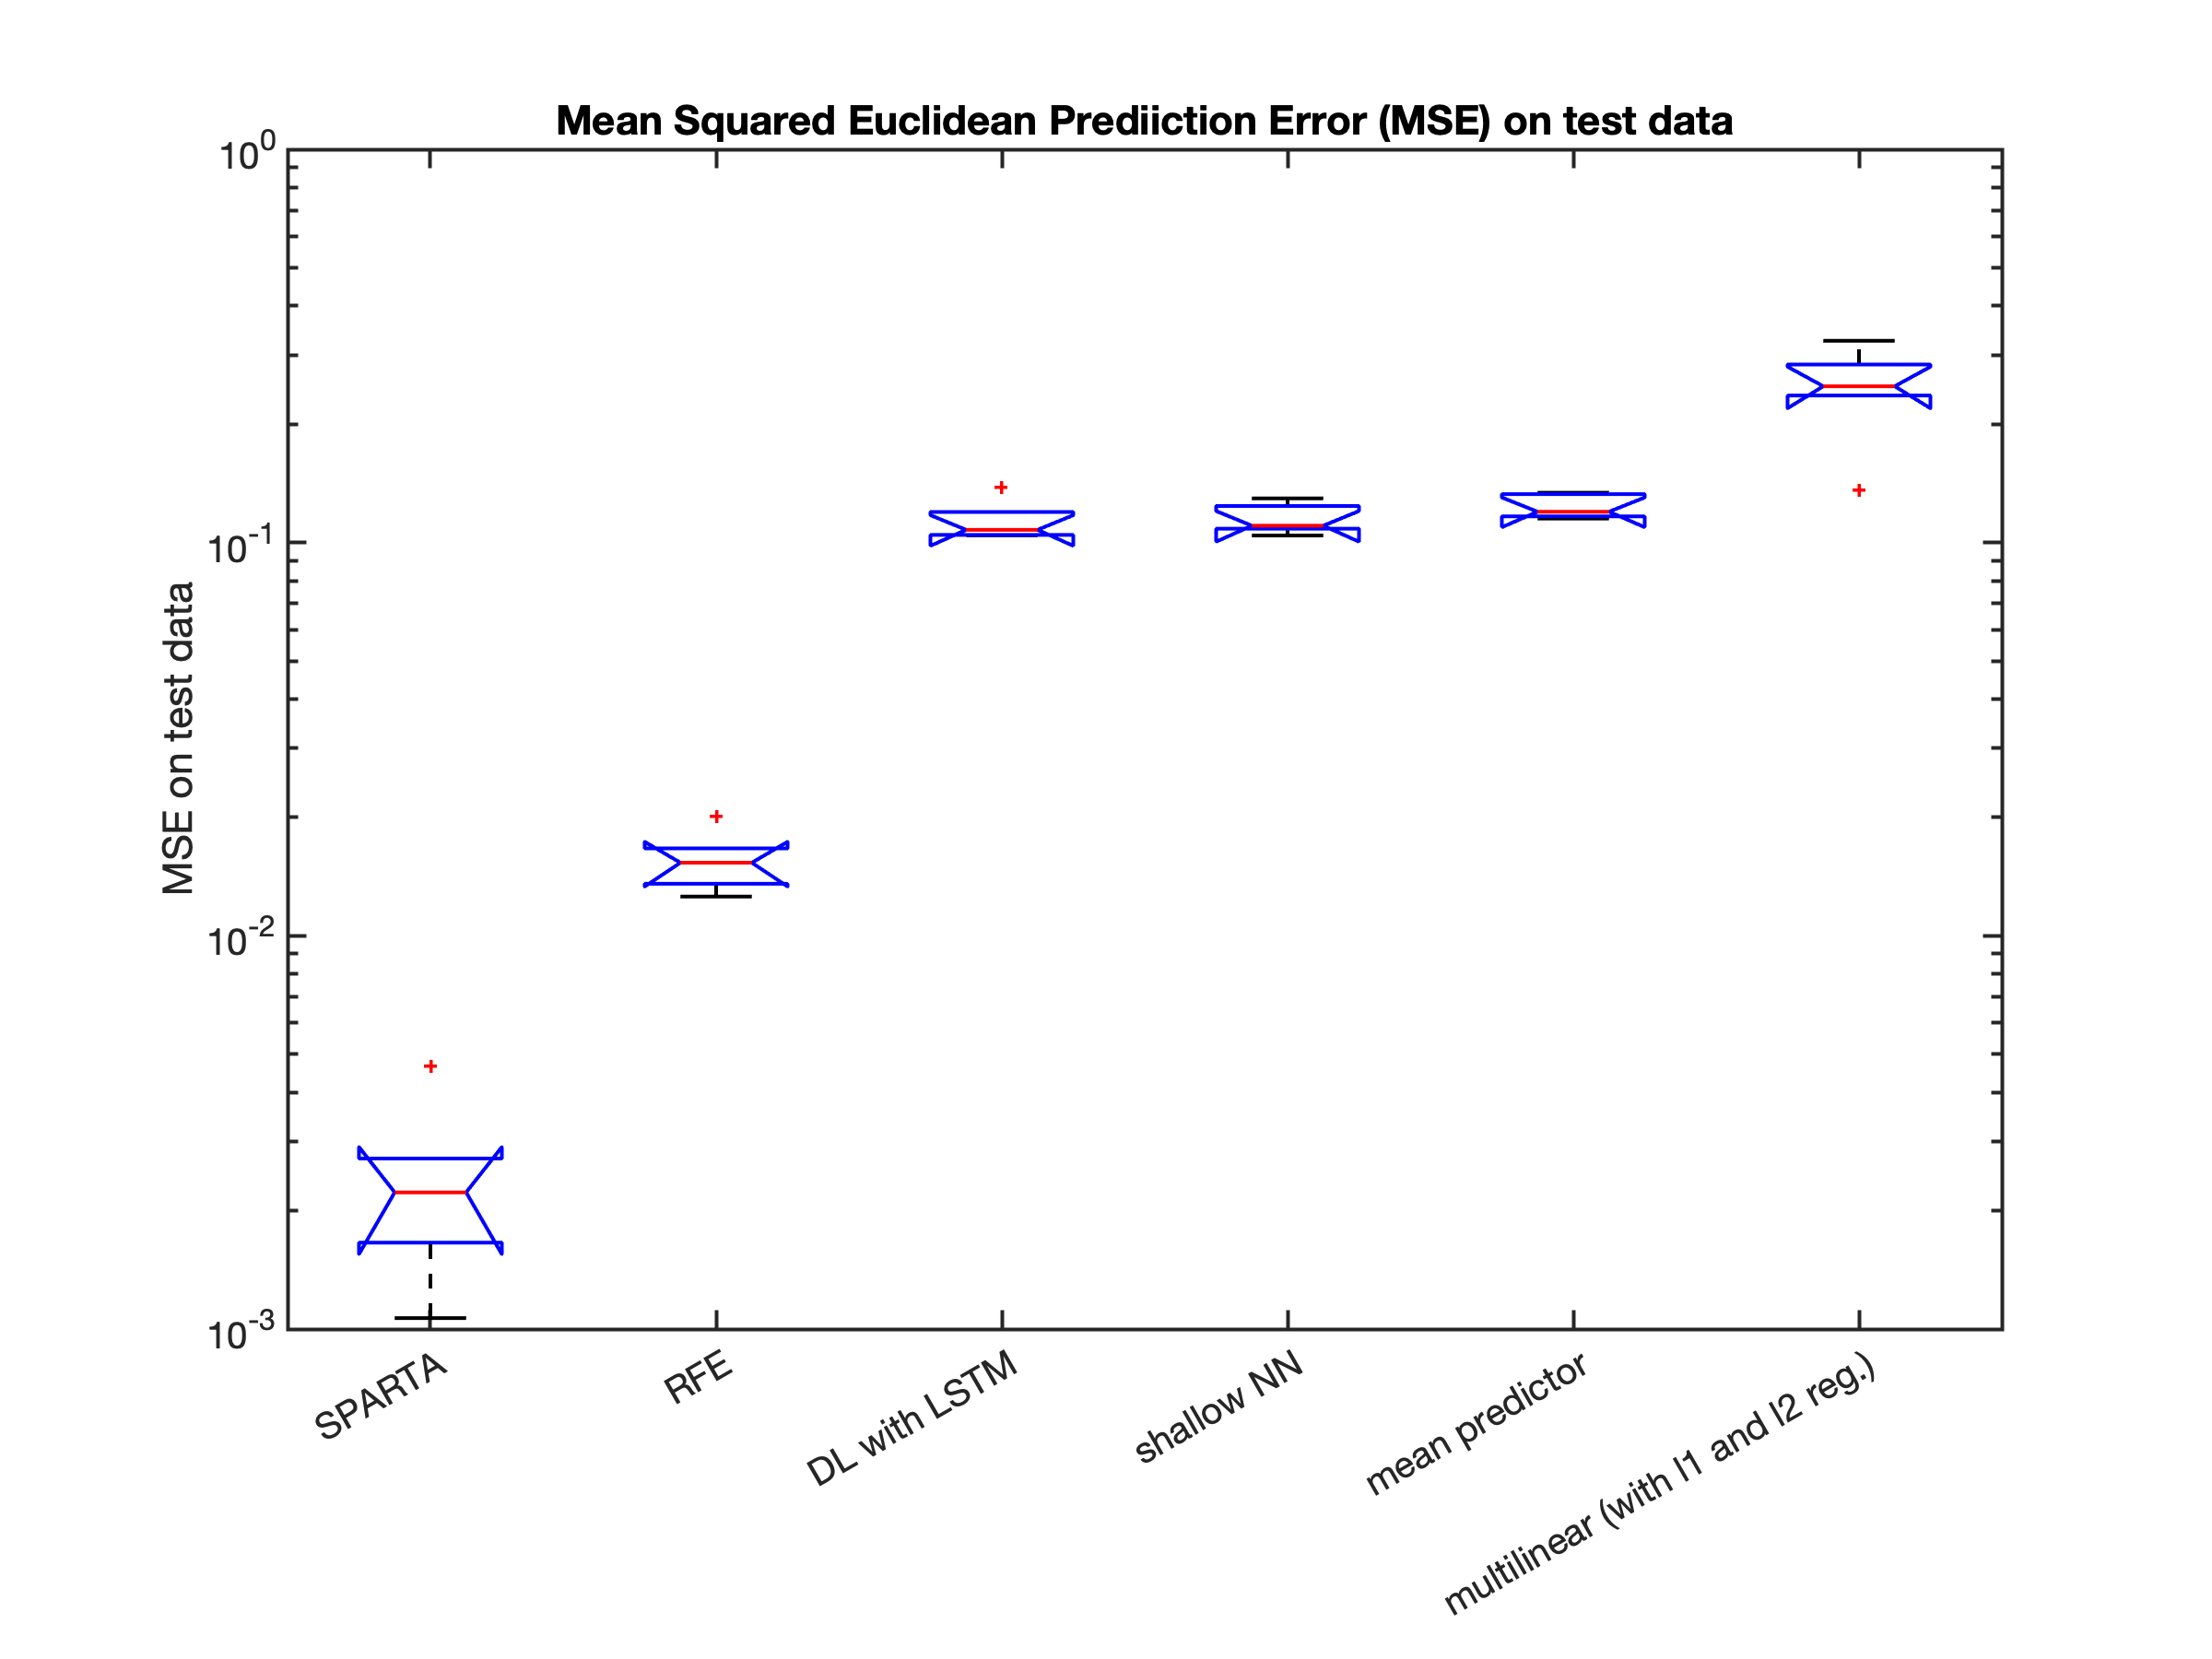 Mean Squared Euclidean Prediiction Error (MSE) on test data
MSE on test data
10^0
10^-1
10^-2
10^-3
SPARTA
RFE
DL with LSTM
shallow NN
mean predictor
multilinear (with l1 and l2 reg.)